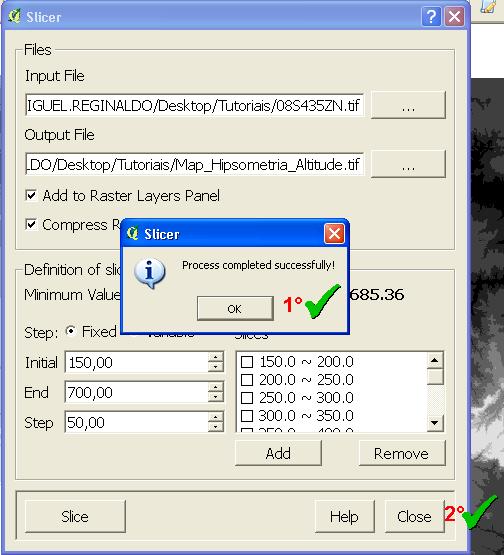 Slicer
Files
Input File
IGUEL.REGINALDO/Desktop/Tutoriais/08S435ZN.tif
...
Output File
.DO/Desktop/Tutoriais/Map_Hipsometria_Altitude.tif
...
Add to Raster Layers Panel
Compress R
Slicer
Process completed successfully!
OK
1°
Definition of slic
Minimum Value
685.36
Step: Fixed Variable
Slices
Initial 150,00
End 700,00
Step 50,00
150.0 ~ 200.0
200.0 ~ 250.0
250.0 ~ 300.0
300.0 ~ 350.0
350.0 ~ 400.0
Add
Remove
Slice
Help
Close
2°